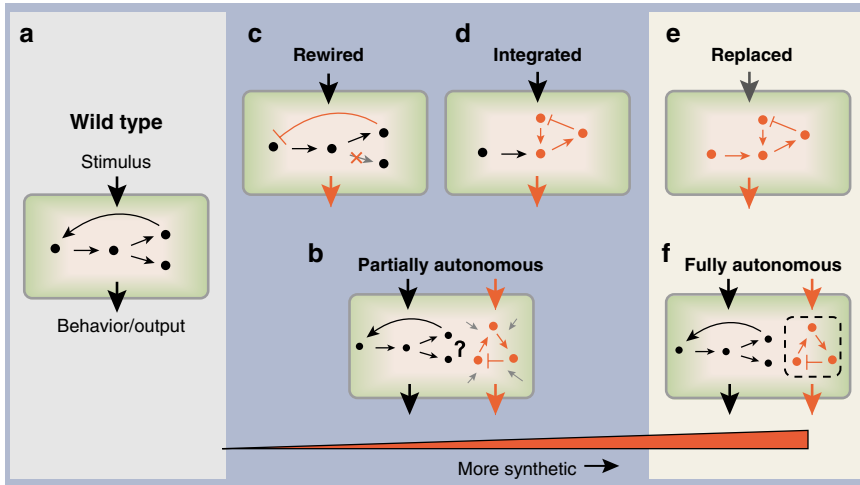 a
Wild type
Stimulus
Behavior/output
c
Rewired
d
Integrated
e
Replaced
b
Partially autonomous
?
f
Fully autonomous
More synthetic